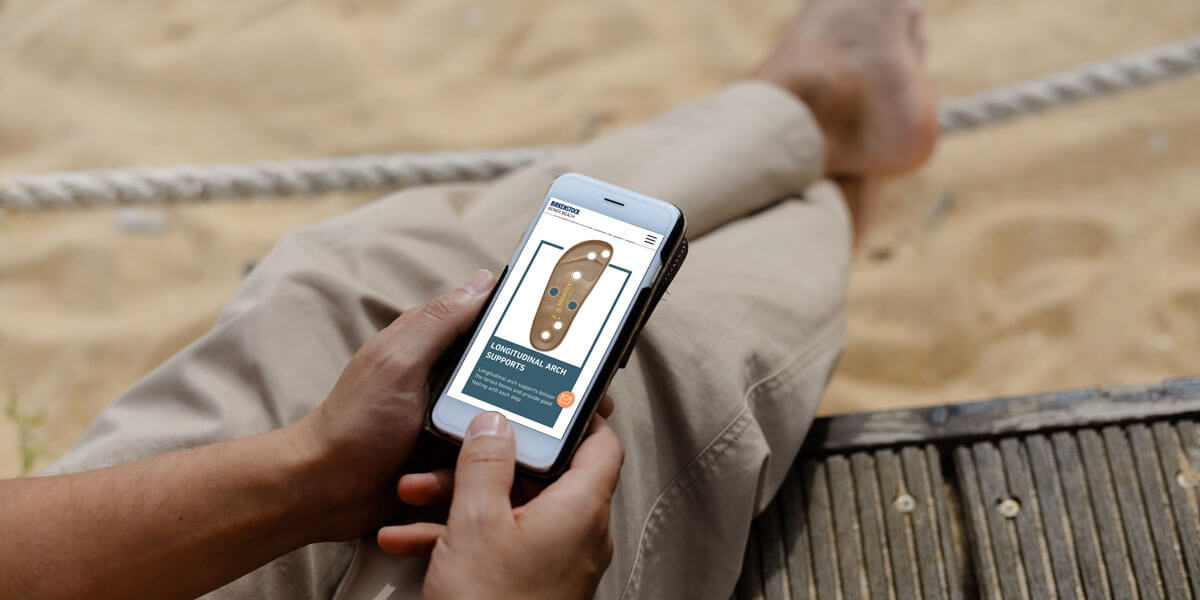 BIRKENSTOCK
BONDI BEACH
LONGITUDINAL ARCH
SUPPORTS
Longitudinal arch supports bolster
the tarsus bones and provide good
footing with each step